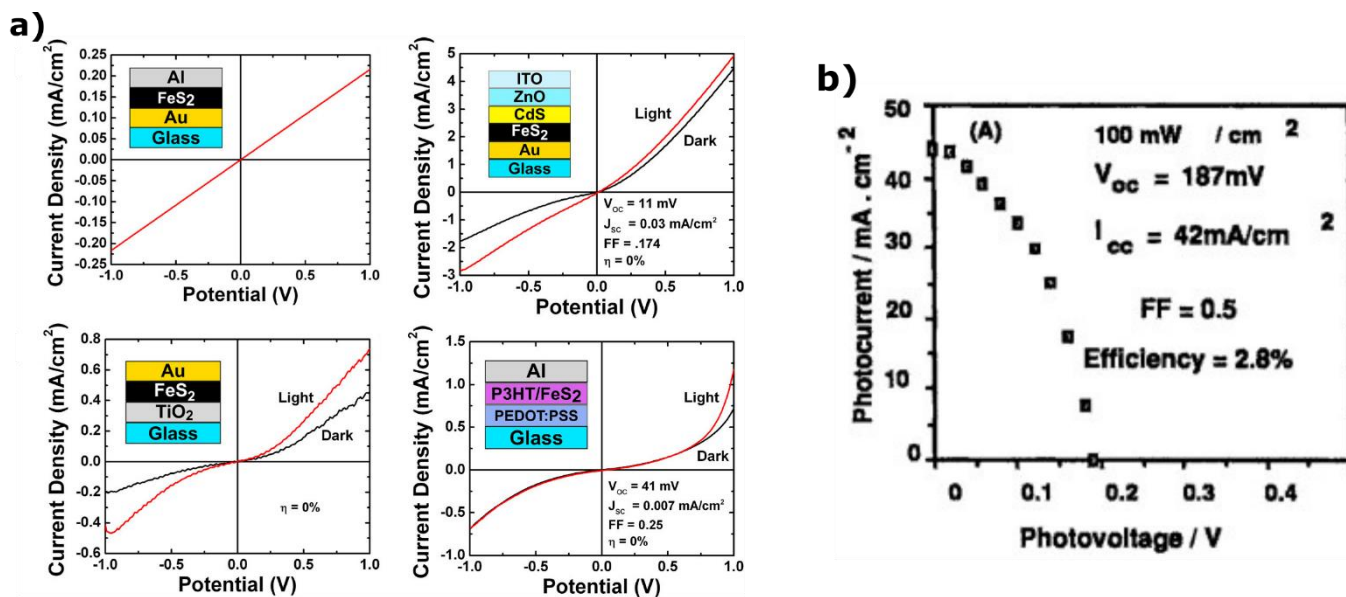 a)
Current Density (mA/cm²)
0.25
0.20
0.15
0.10
0.05
0.00
-0.05
-0.10
-0.15
-0.20
-0.25
Al
FeS₂
Au
Glass
-1.0 -0.5 0.0 0.5 1.0
Potential (V)
Current Density (mA/cm²)
5
4
3
2
1
0
-1
-2
-3
ITO
ZnO
CdS
FeS₂
Au
Glass
Light
Dark
V_OC = 11 mV
J_SC = 0.03 mA/cm²
FF = .174
η = 0%
-1.0 -0.5 0.0 0.5 1.0
Potential (V)
Current Density (mA/cm²)
0.8
0.6
0.4
0.2
0.0
-0.2
-0.4
-0.6
Au
FeS₂
TiO₂
Glass
Light
Dark
η = 0%
-1.0 -0.5 0.0 0.5 1.0
Potential (V)
Current Density (mA/cm²)
1.5
1.0
0.5
0.0
-0.5
-1.0
Al
P3HT/FeS₂
PEDOT:PSS
Glass
Light
Dark
V_OC = 41 mV
J_SC = 0.007 mA/cm²
FF = 0.25
η = 0%
-1.0 -0.5 0.0 0.5 1.0
Potential (V)
b)
Photocurrent / mA.cm⁻²
50
40
30
20
10
0
(A)
100 mW / cm 2
V_oc = 187mV
I_cc = 42mA/cm 2
FF = 0.5
Efficiency = 2.8%
0 0.1 0.2 0.3 0.4
Photovoltage / V